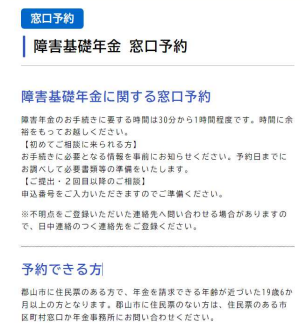 窓口予約
障害基礎年金 窓口予約
障害基礎年金に関する窓口予約
障害年金のお手続きに要する時間は30分から1時間程度です。時間に余
裕をもってお越しください。
【初めてご相談に来られる方】
お手続きに必要となる情報を事前にお知らせください。予約日までに
お調べして必要書類等の準備をいたします。
【ご提出・２回目以降のご相談】
申込番号をご入力いただきますのでご準備ください。
※不明点をご登録いただいた連絡先へ問い合わせる場合がありますの
で、日中連絡のつく連絡先をご登録ください。
予約できる方
郡山市に住民票のある方で、年金を請求できる年齢が近づいた19歳6か
月以上の方となります。郡山市に住民票のない方は、住民票のある市
区町村窓口か年金事務所にお問い合わせください。